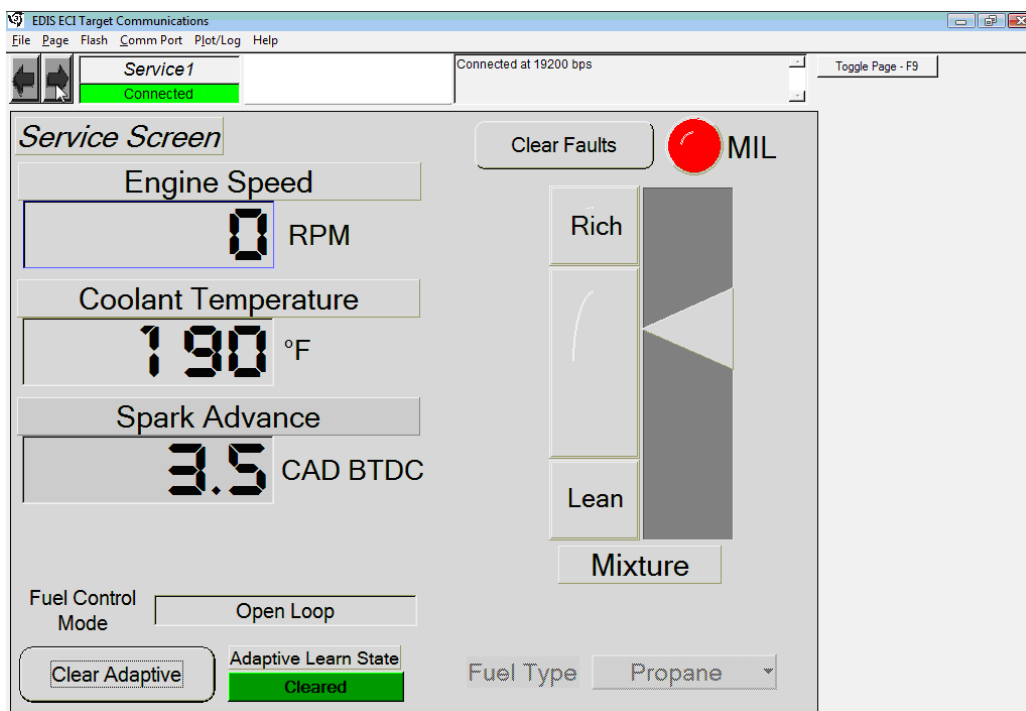 EDIS ECI Target Communications
File Page Flash Comm Port Plot/Log Help
Service1
Connected
Connected at 19200 bps
Toggle Page - F9
Service Screen
Clear Faults
MIL
Engine Speed
0 RPM
Rich
Coolant Temperature
190 °F
Spark Advance
3.5 CAD BTDC
Lean
Mixture
Fuel Control
Mode
Open Loop
Clear Adaptive
Adaptive Learn State
Cleared
Fuel Type
Propane